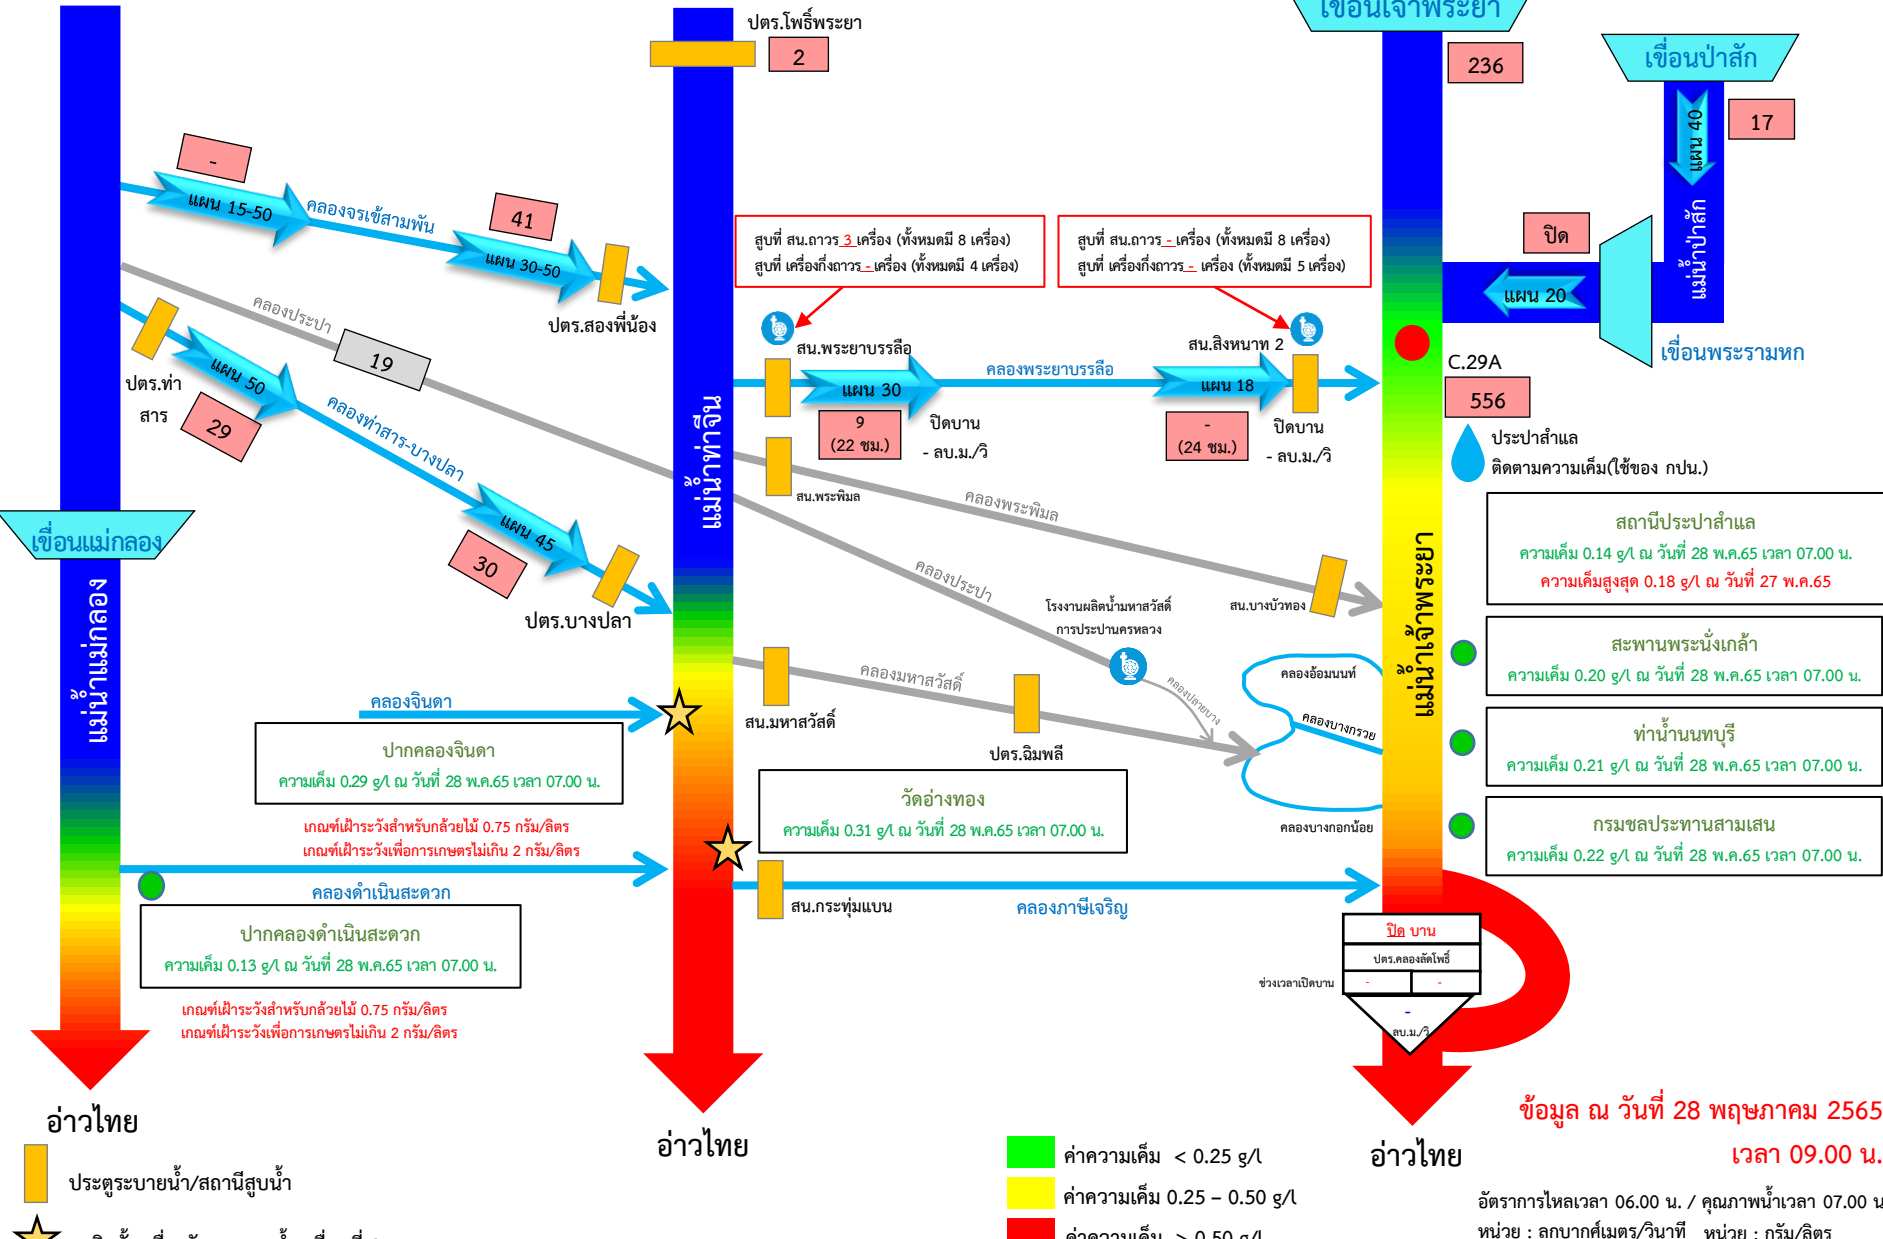 เขื่อนเจ้าพระยา
ปตร.โพธิ์พระยา
2
236
เขื่อนป่าสัก
17
แผน 40
แม่น้ำป่าสัก
-
แผน 15-50
คลองจรเข้สามพัน
41
แผน 30-50
ปตร.สองพี่น้อง
สูบที่ สน.ถาวร 3 เครื่อง (ทั้งหมดมี 8 เครื่อง)
สูบที่ เครื่องกึ่งถาวร - เครื่อง (ทั้งหมดมี 4 เครื่อง)
สูบที่ สน.ถาวร - เครื่อง (ทั้งหมดมี 8 เครื่อง)
สูบที่ เครื่องกึ่งถาวร - เครื่อง (ทั้งหมดมี 5 เครื่อง)
ปิด
แผน 20
เขื่อนพระรามหก
คลองประปา
19
ปตร.ท่า
สาร
แผน 50
29
คลองท่าสาร-บางปลา
สน.พระยาบรรลือ
แผน 30
คลองพระยาบรรลือ
สน.สิงหนาท 2
แผน 18
9
(22 ชม.)
ปิดบาน
- ลบ.ม./วิ
-
(24 ชม.)
ปิดบาน
- ลบ.ม./วิ
C.29A
556
ประปาสำแล
ติดตามความเค็ม(ใช้ของ กปน.)
แม่น้ำท่าจีน
สน.พระพิมล
คลองพระพิมล
สถานีประปาสำแล
ความเค็ม 0.14 g/l ณ วันที่ 28 พ.ค.65 เวลา 07.00 น.
ความเค็มสูงสุด 0.18 g/l ณ วันที่ 27 พ.ค.65
เขื่อนแม่กลอง
แผน 45
30
ปตร.บางปลา
คลองประปา
โรงงานผลิตน้ำมหาสวัสดิ์
การประปานครหลวง
สน.บางบัวทอง
แม่น้ำเจ้าพระยา
แม่น้ำแม่กลอง
สะพานพระนั่งเกล้า
ความเค็ม 0.20 g/l ณ วันที่ 28 พ.ค.65 เวลา 07.00 น.
คลองจินดา
สน.มหาสวัสดิ์
คลองมหาสวัสดิ์
ปตร.ฉิมพลี
คลองปลายบาง
คลองอ้อมนนท์
คลองบางกรวย
คลองบางกอกน้อย
ท่าน้ำนนทบุรี
ความเค็ม 0.21 g/l ณ วันที่ 28 พ.ค.65 เวลา 07.00 น.
ปากคลองจินดา
ความเค็ม 0.29 g/l ณ วันที่ 28 พ.ค.65 เวลา 07.00 น.
เกณฑ์เฝ้าระวังสำหรับกล้วยไม้ 0.75 กรัม/ลิตร
เกณฑ์เฝ้าระวังเพื่อการเกษตรไม่เกิน 2 กรัม/ลิตร
วัดอ่างทอง
ความเค็ม 0.31 g/l ณ วันที่ 28 พ.ค.65 เวลา 07.00 น.
กรมชลประทานสามเสน
ความเค็ม 0.22 g/l ณ วันที่ 28 พ.ค.65 เวลา 07.00 น.
คลองดำเนินสะดวก
สน.กระทุ่มแบน
คลองภาษีเจริญ
ปากคลองดำเนินสะดวก
ความเค็ม 0.13 g/l ณ วันที่ 28 พ.ค.65 เวลา 07.00 น.
เกณฑ์เฝ้าระวังสำหรับกล้วยไม้ 0.75 กรัม/ลิตร
เกณฑ์เฝ้าระวังเพื่อการเกษตรไม่เกิน 2 กรัม/ลิตร
ปิด บาน
ปตร.คลองลัดโพธิ์
ช่วงเวลาเปิดบาน
- -
-
ลบ.ม./วิ
อ่าวไทย
อ่าวไทย
อ่าวไทย
ข้อมูล ณ วันที่ 28 พฤษภาคม 2565
เวลา 09.00 น.
ประตูระบายน้ำ/สถานีสูบน้ำ
ค่าความเค็ม < 0.25 g/l
ค่าความเค็ม 0.25 – 0.50 g/l
ค่าความเค็ม > 0.50 g/l
อัตราการไหลเวลา 06.00 น. / คุณภาพน้ำเวลา 07.00 น
หน่วย : ลูกบาศก์เมตร/วินาที หน่วย : กรัม/ลิตร